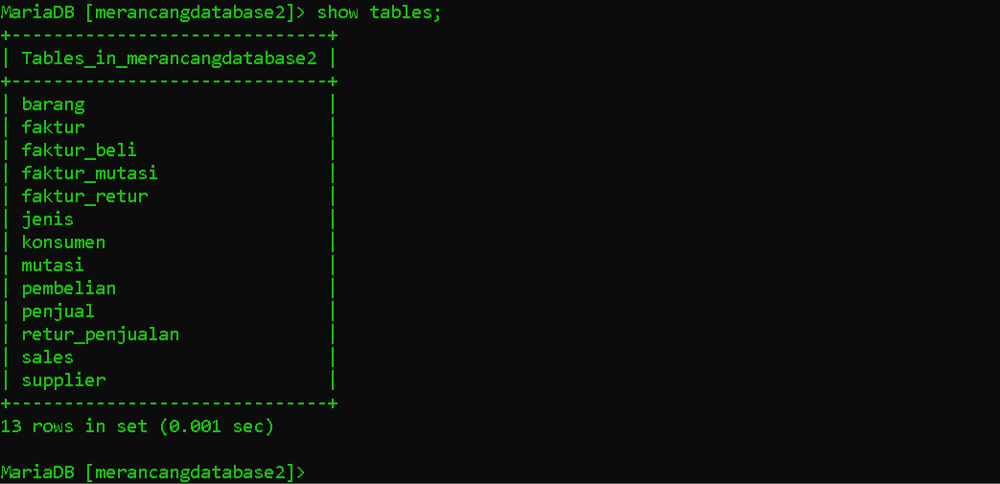 MariaDB [merancangdatabase2]> show tables;
+------------------------------+
| Tables_in_merancangdatabase2 |
+------------------------------+
| barang                       |
| faktur                       |
| faktur_beli                  |
| faktur_mutasi                |
| faktur_retur                 |
| jenis                        |
| konsumen                     |
| mutasi                       |
| pembelian                    |
| penjual                      |
| retur_penjualan              |
| sales                        |
| supplier                     |
+------------------------------+
13 rows in set (0.001 sec)
MariaDB [merancangdatabase2]>